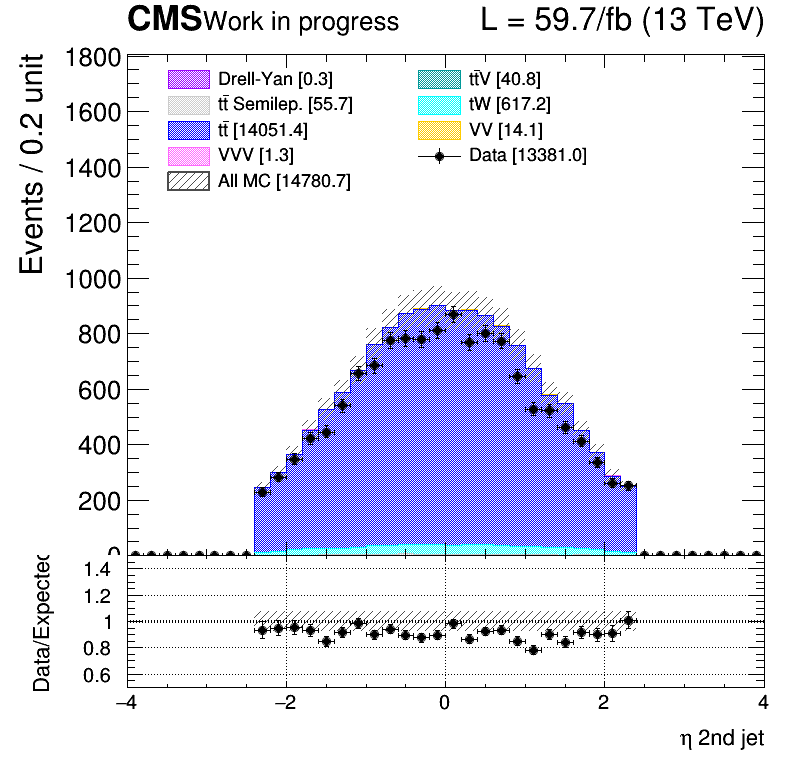 CMS Work in progress L = 59.7/fb (13 TeV)
Events / 0.2 unit
1800
1600
1400
1200
1000
800
600
400
200
0
Drell-Yan [0.3]
tt̄ Semilep. [55.7]
tt̄ [14051.4]
VVV [1.3]
All MC [14780.7]
tt̄V [40.8]
tW [617.2]
VV [14.1]
Data [13381.0]
Data/Expected
1.4
1.2
1
0.8
0.6
−4 −2 0 2 4
η 2nd jet